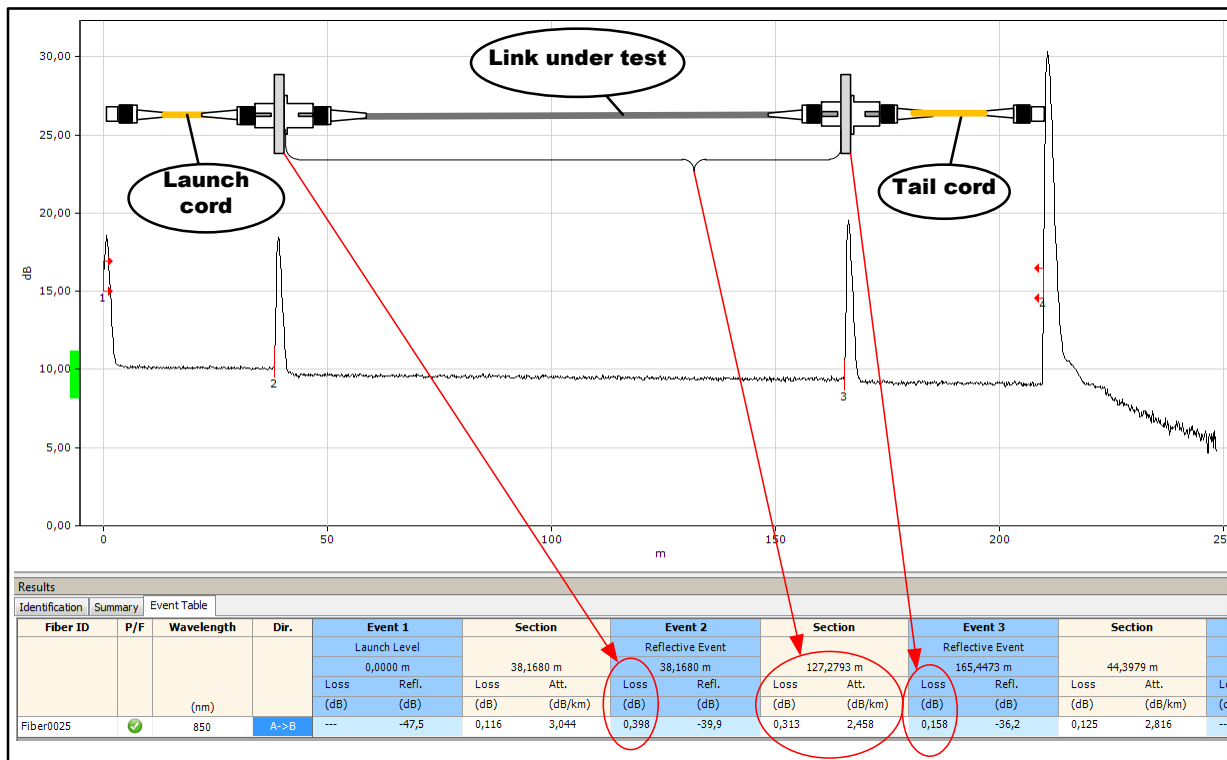 30,00
Link under test
25,00
Launch
cord
Tail cord
20,00
dB
15,00
1
4
10,00
2
3
5,00
0,00
0 50 100 150 200 250
m
Results
Identification Summary Event Table
Fiber ID P/F Wavelength Dir. Event 1 Section Event 2 Section Event 3 Section
Launch Level Reflective Event Reflective Event
0,0000 m 38,1680 m 38,1680 m 127,2793 m 165,4473 m 44,3979 m
Loss Refl. Loss Att. Loss Refl. Loss Att. Loss Refl. Loss Att.
(nm) (dB) (dB) (dB) (dB/km) (dB) (dB) (dB) (dB/km) (dB) (dB) (dB) (dB/km)
Fiber0025 850 A->B --- -47,5 0,116 3,044 0,398 -39,9 0,313 2,458 0,158 -36,2 0,125 2,816 --